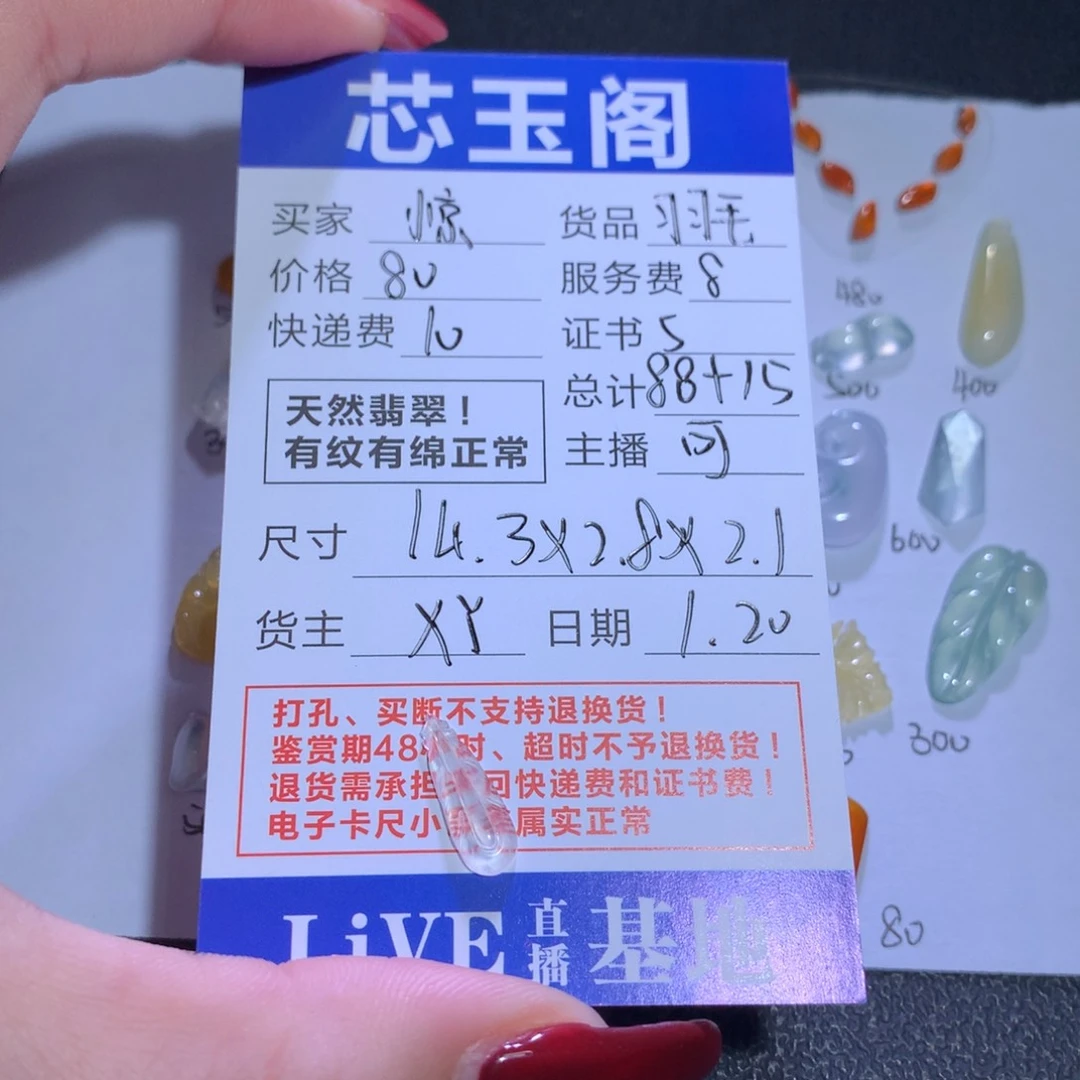 芯玉阁
买家 惊 货品 羽毛
价格 80 服务费 8
快递费 10 证书 5
总计 88+15
天然翡翠！
有纹有绵正常
主播 可
尺寸 14.3X2.8X2.1
货主 XY 日期 1.20
打孔、买断不支持退换货！
鉴赏期48小时、超时不予退换货！
退货需承担 回快递费和证书费！
电子卡尺小 属实正常
LiVE 直播 基地
480
500
400
600
300
80